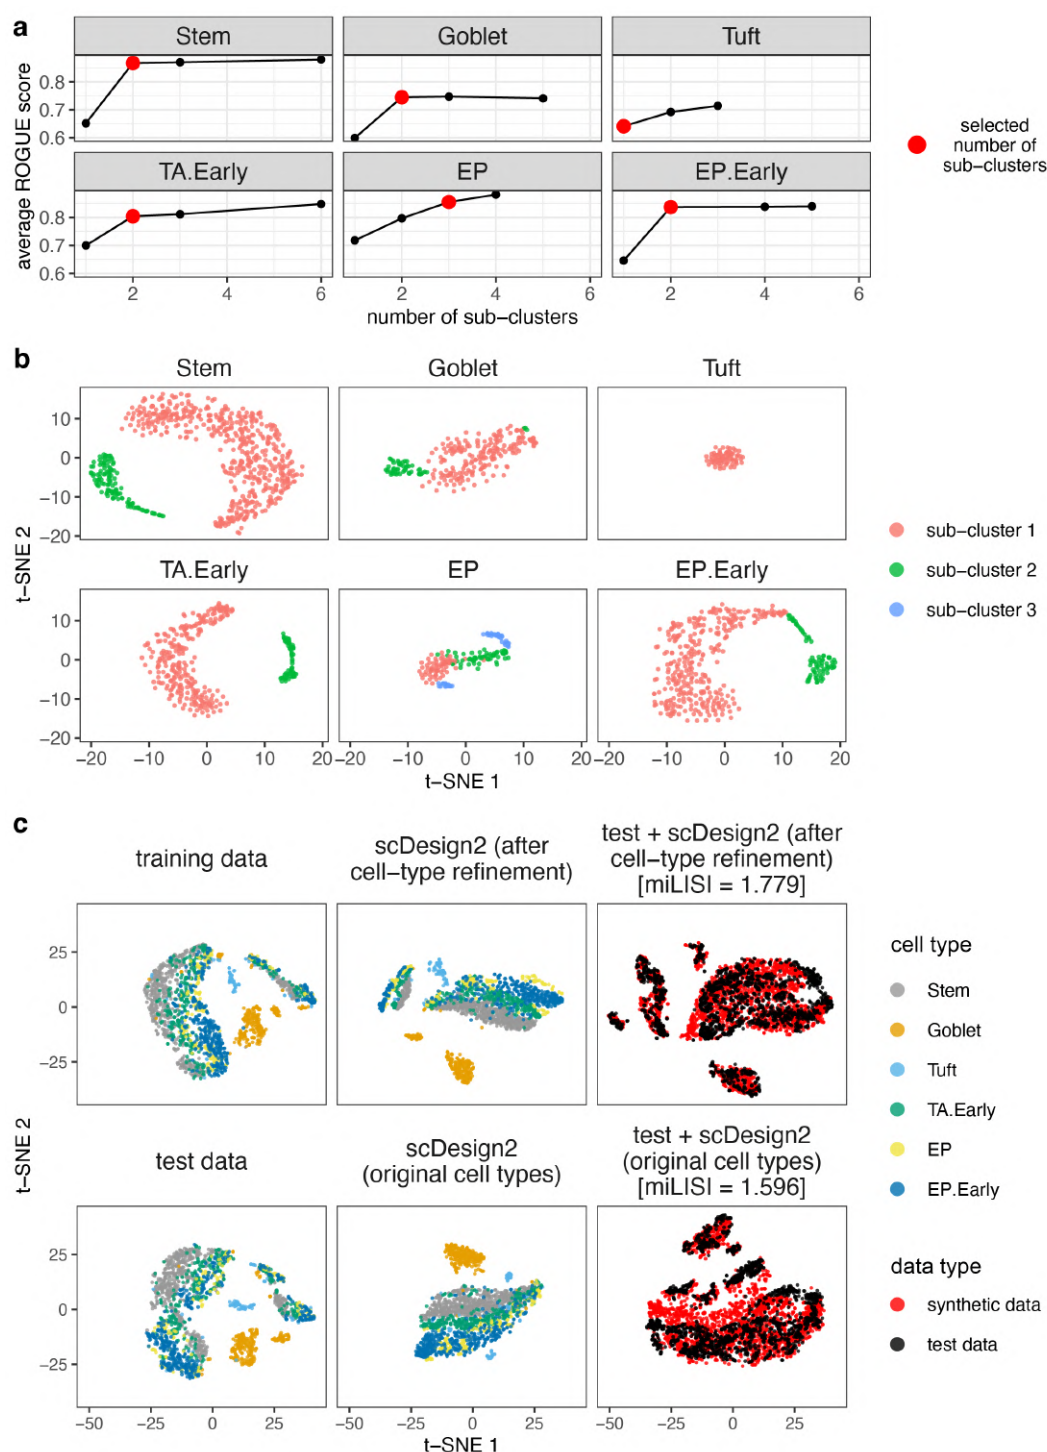 a
Stem
Goblet
Tuft
average ROGUE score
0.8
0.7
0.6
TA.Early
EP
EP.Early
0.8
0.7
0.6
2 4 6
2 4 6
2 4 6
number of sub−clusters
selected
number of
sub−clusters
b
Stem
Goblet
Tuft
t−SNE 2
10
0
−10
−20
TA.Early
EP
EP.Early
10
0
−10
−20
−20 −10 0 10 20
−20 −10 0 10 20
−20 −10 0 10 20
t−SNE 1
sub−cluster 1
sub−cluster 2
sub−cluster 3
c
training data
scDesign2 (after
cell−type refinement)
test + scDesign2 (after
cell−type refinement)
[miLISI = 1.779]
t−SNE 2
25
0
−25
test data
scDesign2
(original cell types)
test + scDesign2
(original cell types)
[miLISI = 1.596]
25
0
−25
−50 −25 0 25
−50 −25 0 25
−50 −25 0 25
t−SNE 1
cell type
Stem
Goblet
Tuft
TA.Early
EP
EP.Early
data type
synthetic data
test data